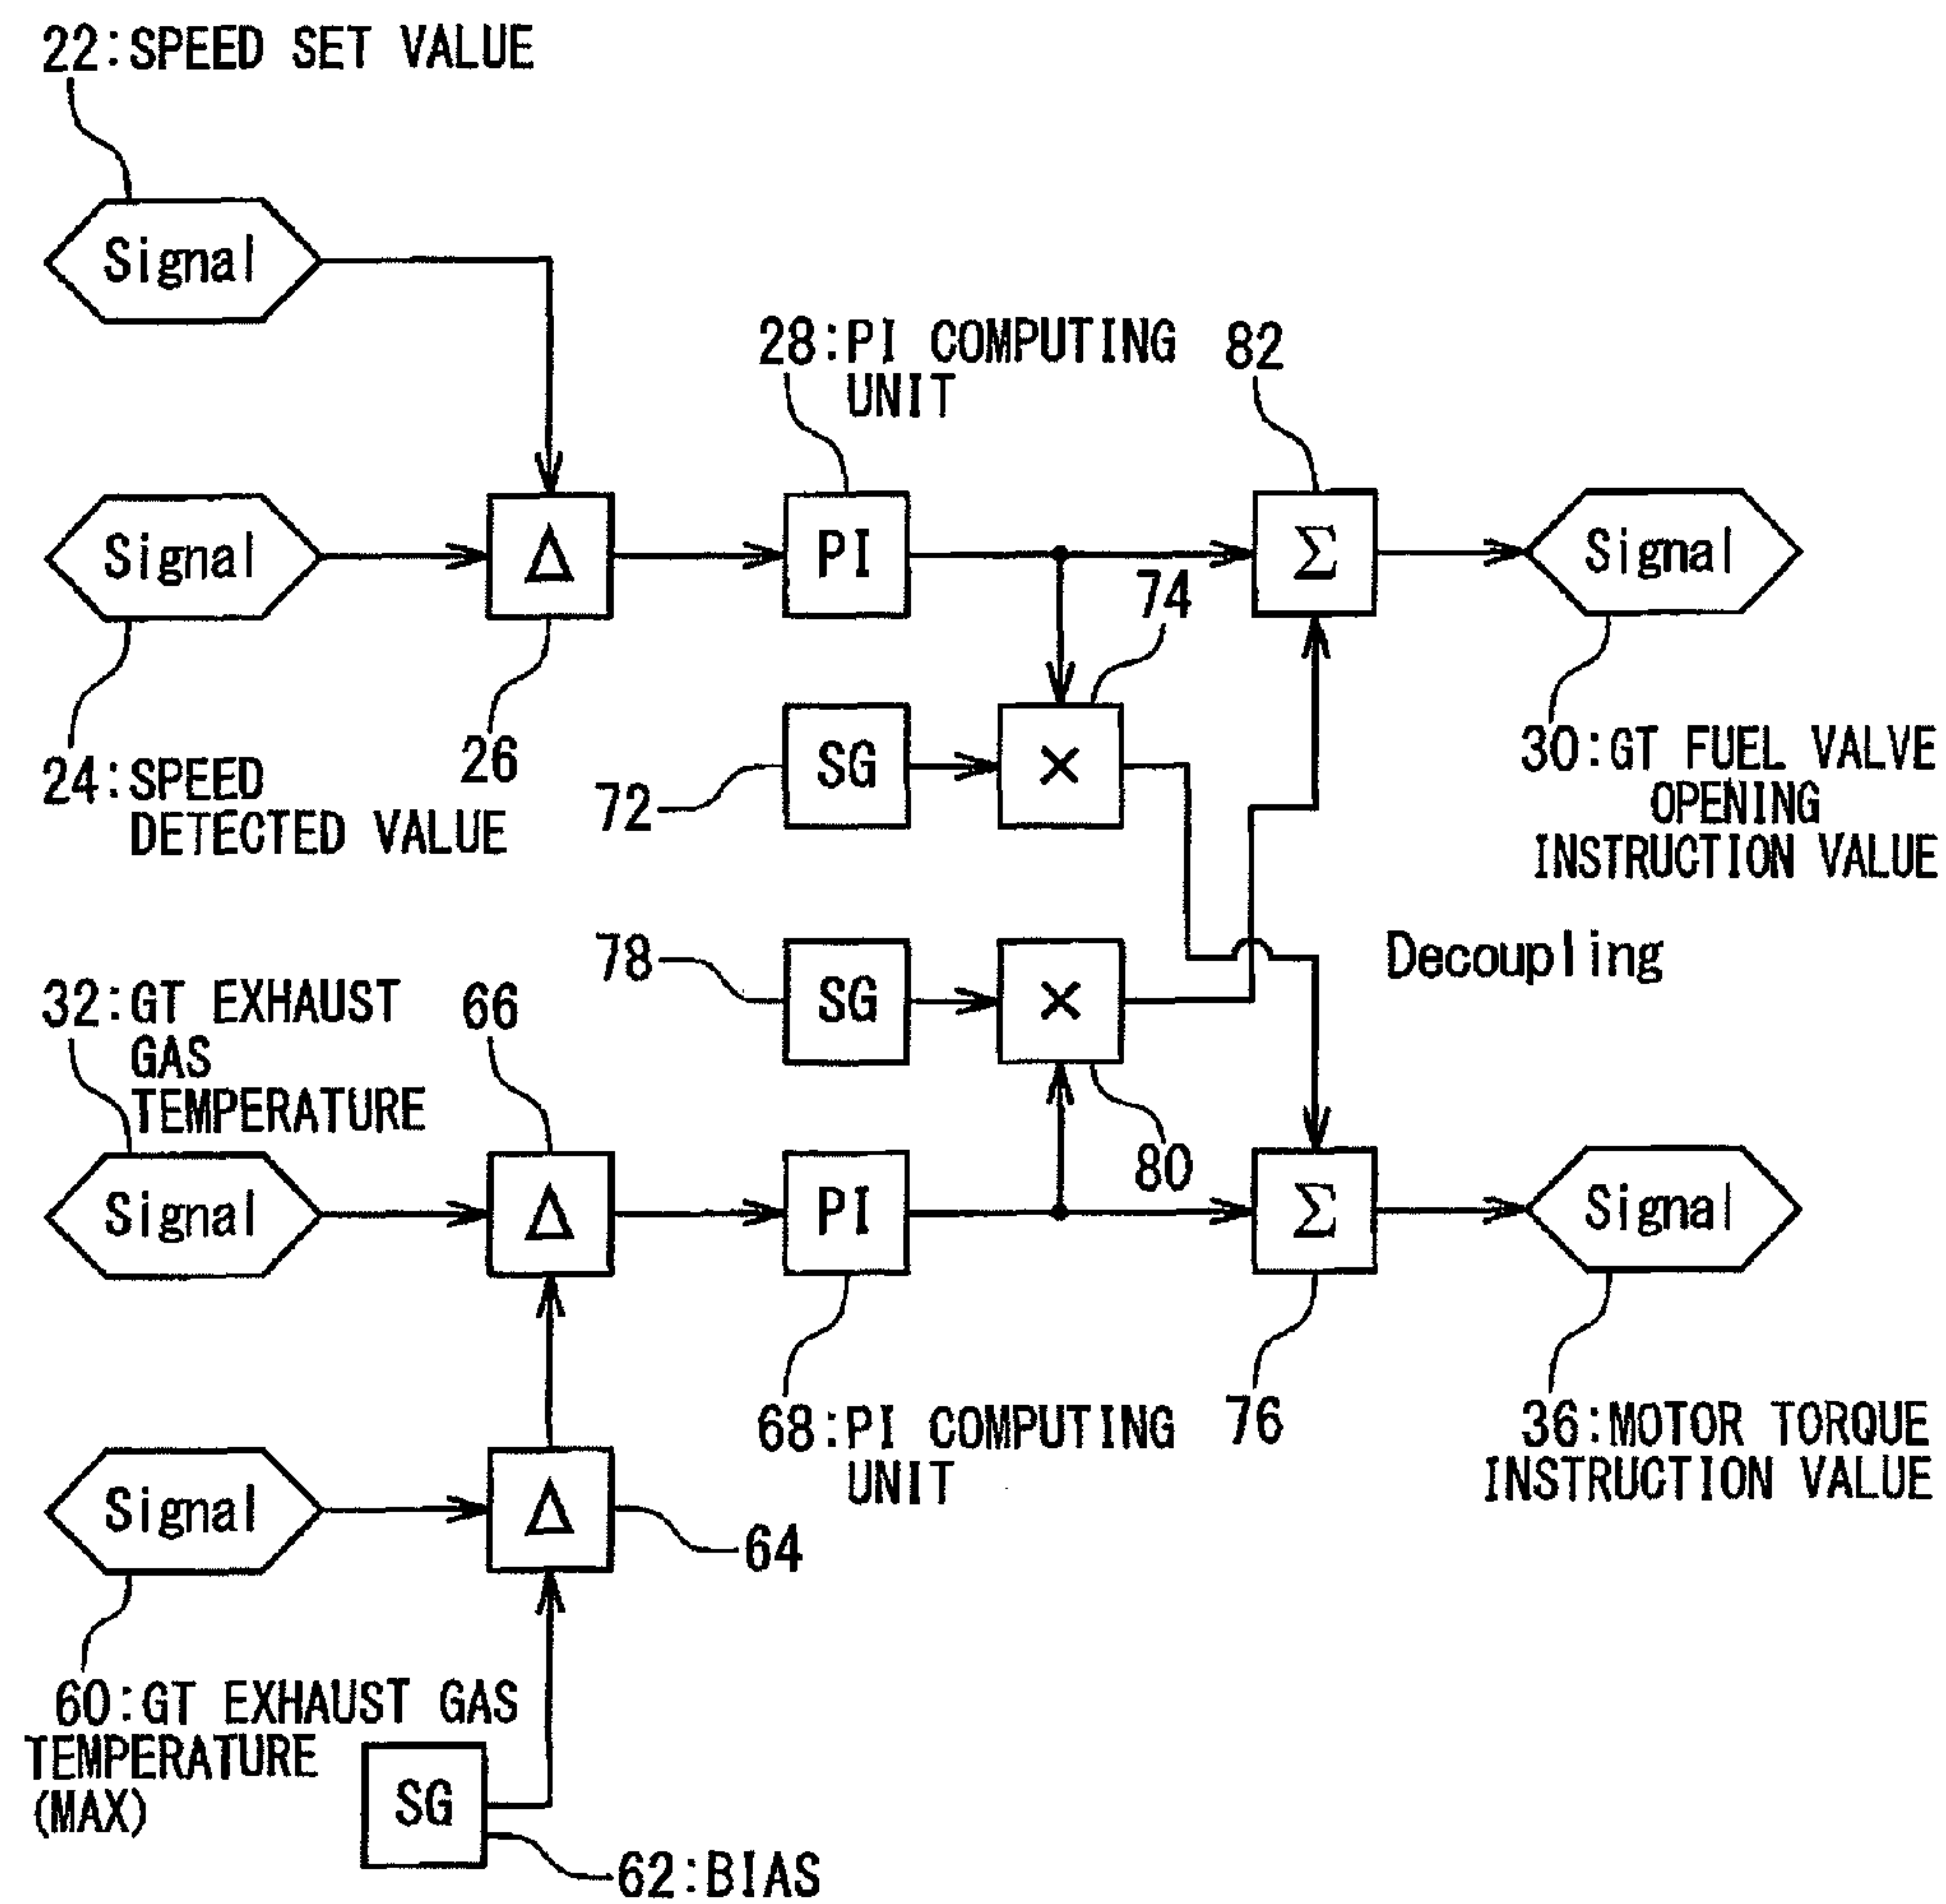 22:SPEED SET VALUE
Signal
28:PI COMPUTING
UNIT
82
Signal
Δ
PI
Σ
Signal
74
24:SPEED
DETECTED VALUE
26
72
SG
×
30:GT FUEL VALVE
OPENING
INSTRUCTION VALUE
78
SG
×
Decoupling
32:GT EXHAUST
GAS
TEMPERATURE
66
80
Signal
Δ
PI
Σ
Signal
68:PI COMPUTING
UNIT
76
36:MOTOR TORQUE
INSTRUCTION VALUE
Signal
Δ
64
60:GT EXHAUST GAS
TEMPERATURE
(MAX)
SG
62:BIAS